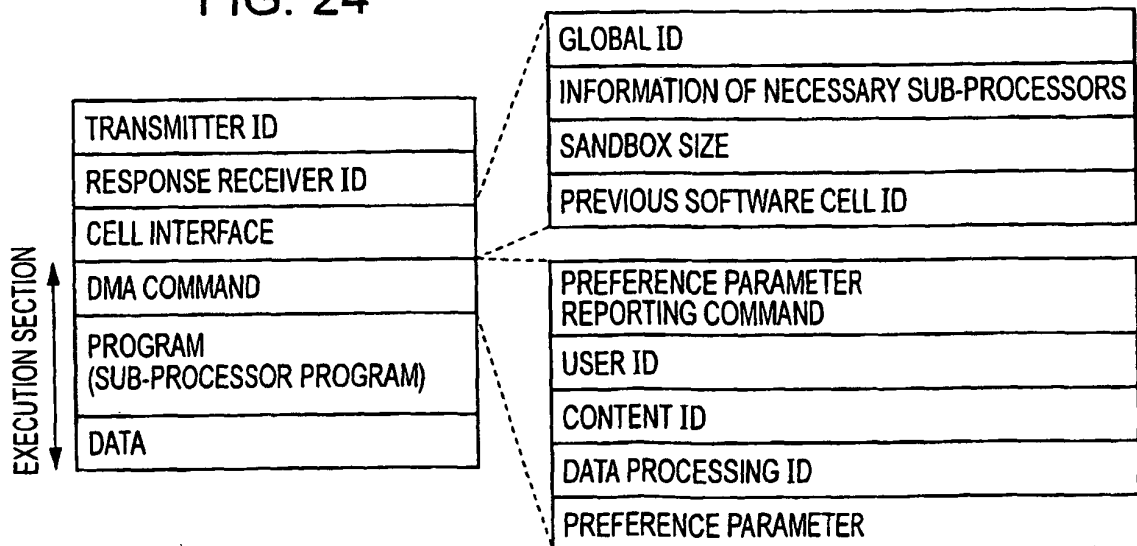 FIG. 24
TRANSMITTER ID
RESPONSE RECEIVER ID
CELL INTERFACE
DMA COMMAND
PROGRAM
(SUB-PROCESSOR PROGRAM)
DATA
EXECUTION SECTION
GLOBAL ID
INFORMATION OF NECESSARY SUB-PROCESSORS
SANDBOX SIZE
PREVIOUS SOFTWARE CELL ID
PREFERENCE PARAMETER
REPORTING COMMAND
USER ID
CONTENT ID
DATA PROCESSING ID
PREFERENCE PARAMETER